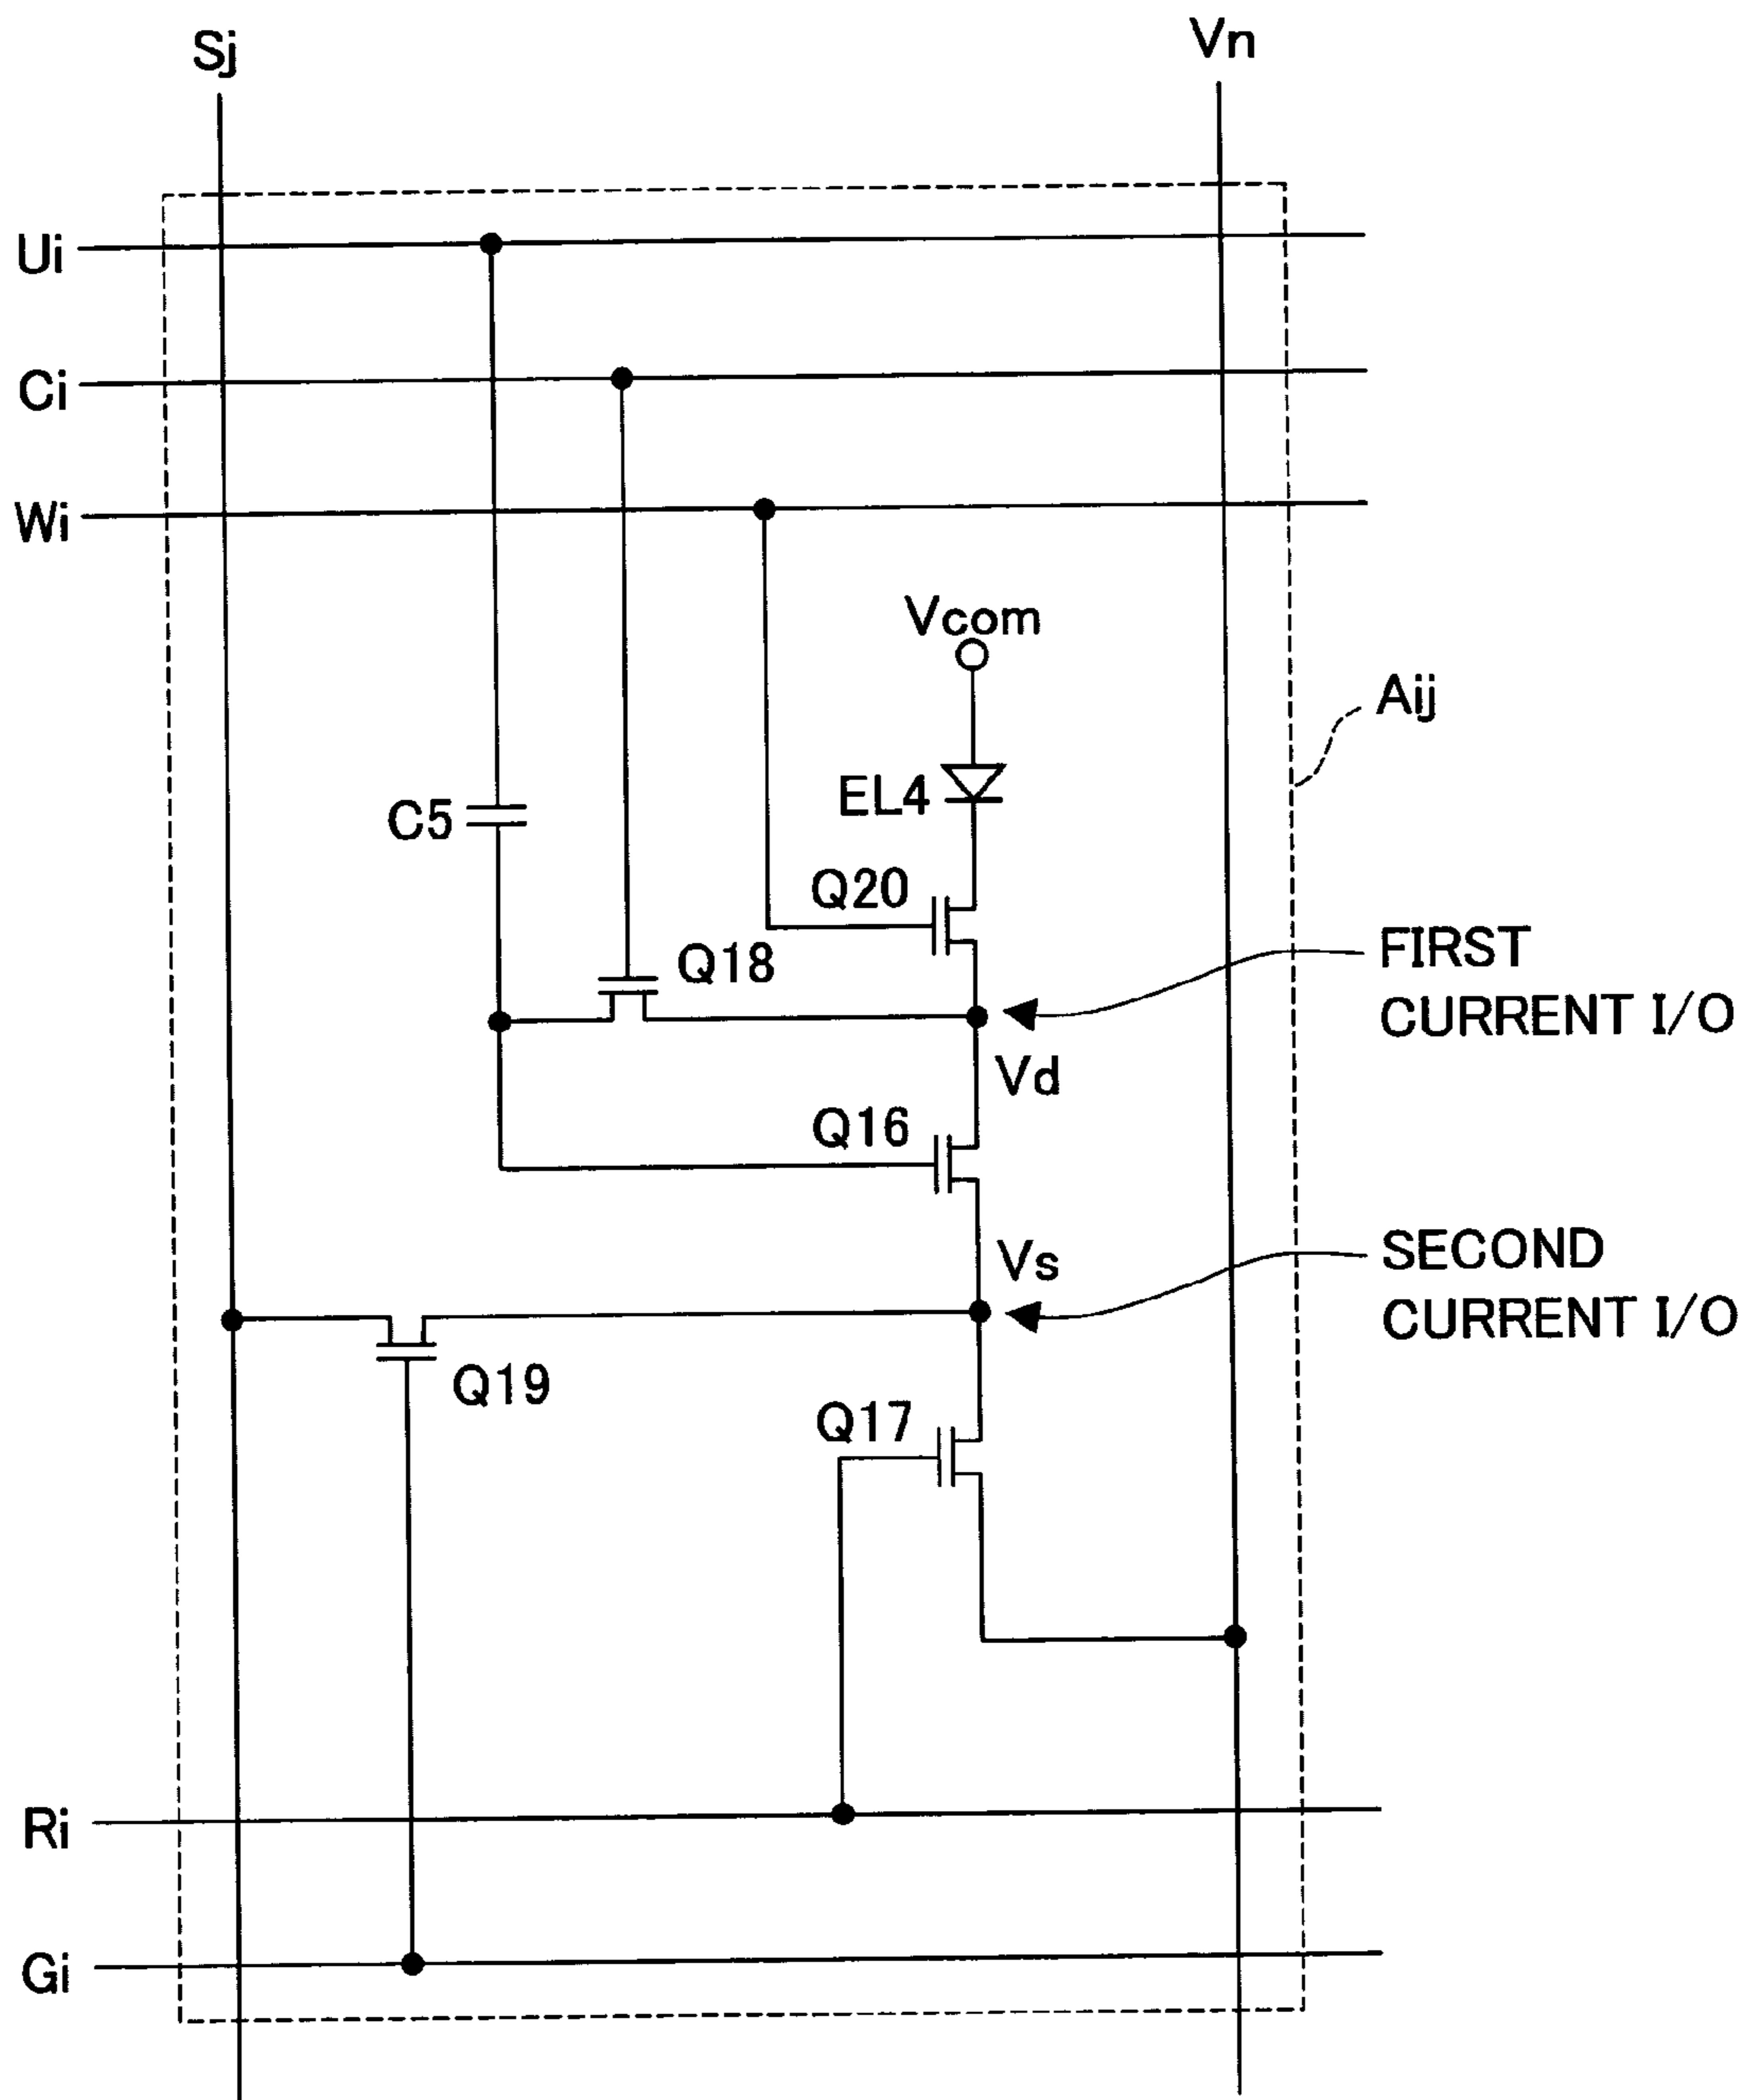 Sj
Vn
Ui
Ci
Wi
Vcom
Aij
EL4
C5
Q20
Q18
FIRST
CURRENT I/O
Vd
Q16
Vs
SECOND
CURRENT I/O
Q19
Q17
Ri
Gi